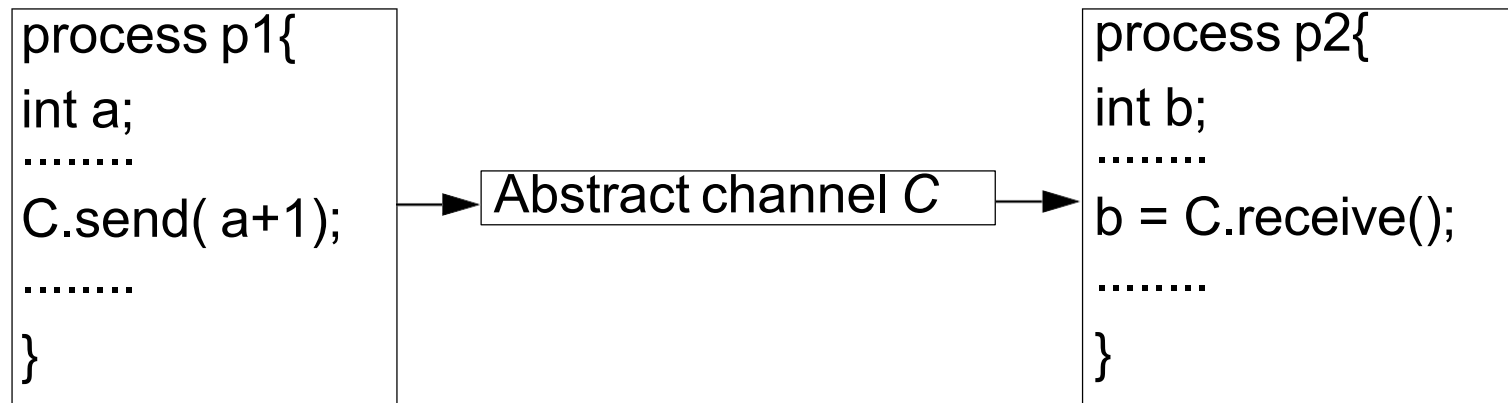 process p1{
int a;
........
C.send( a+1);
........
}
Abstract channel C
process p2{
int b;
........
b = C.receive();
........
}